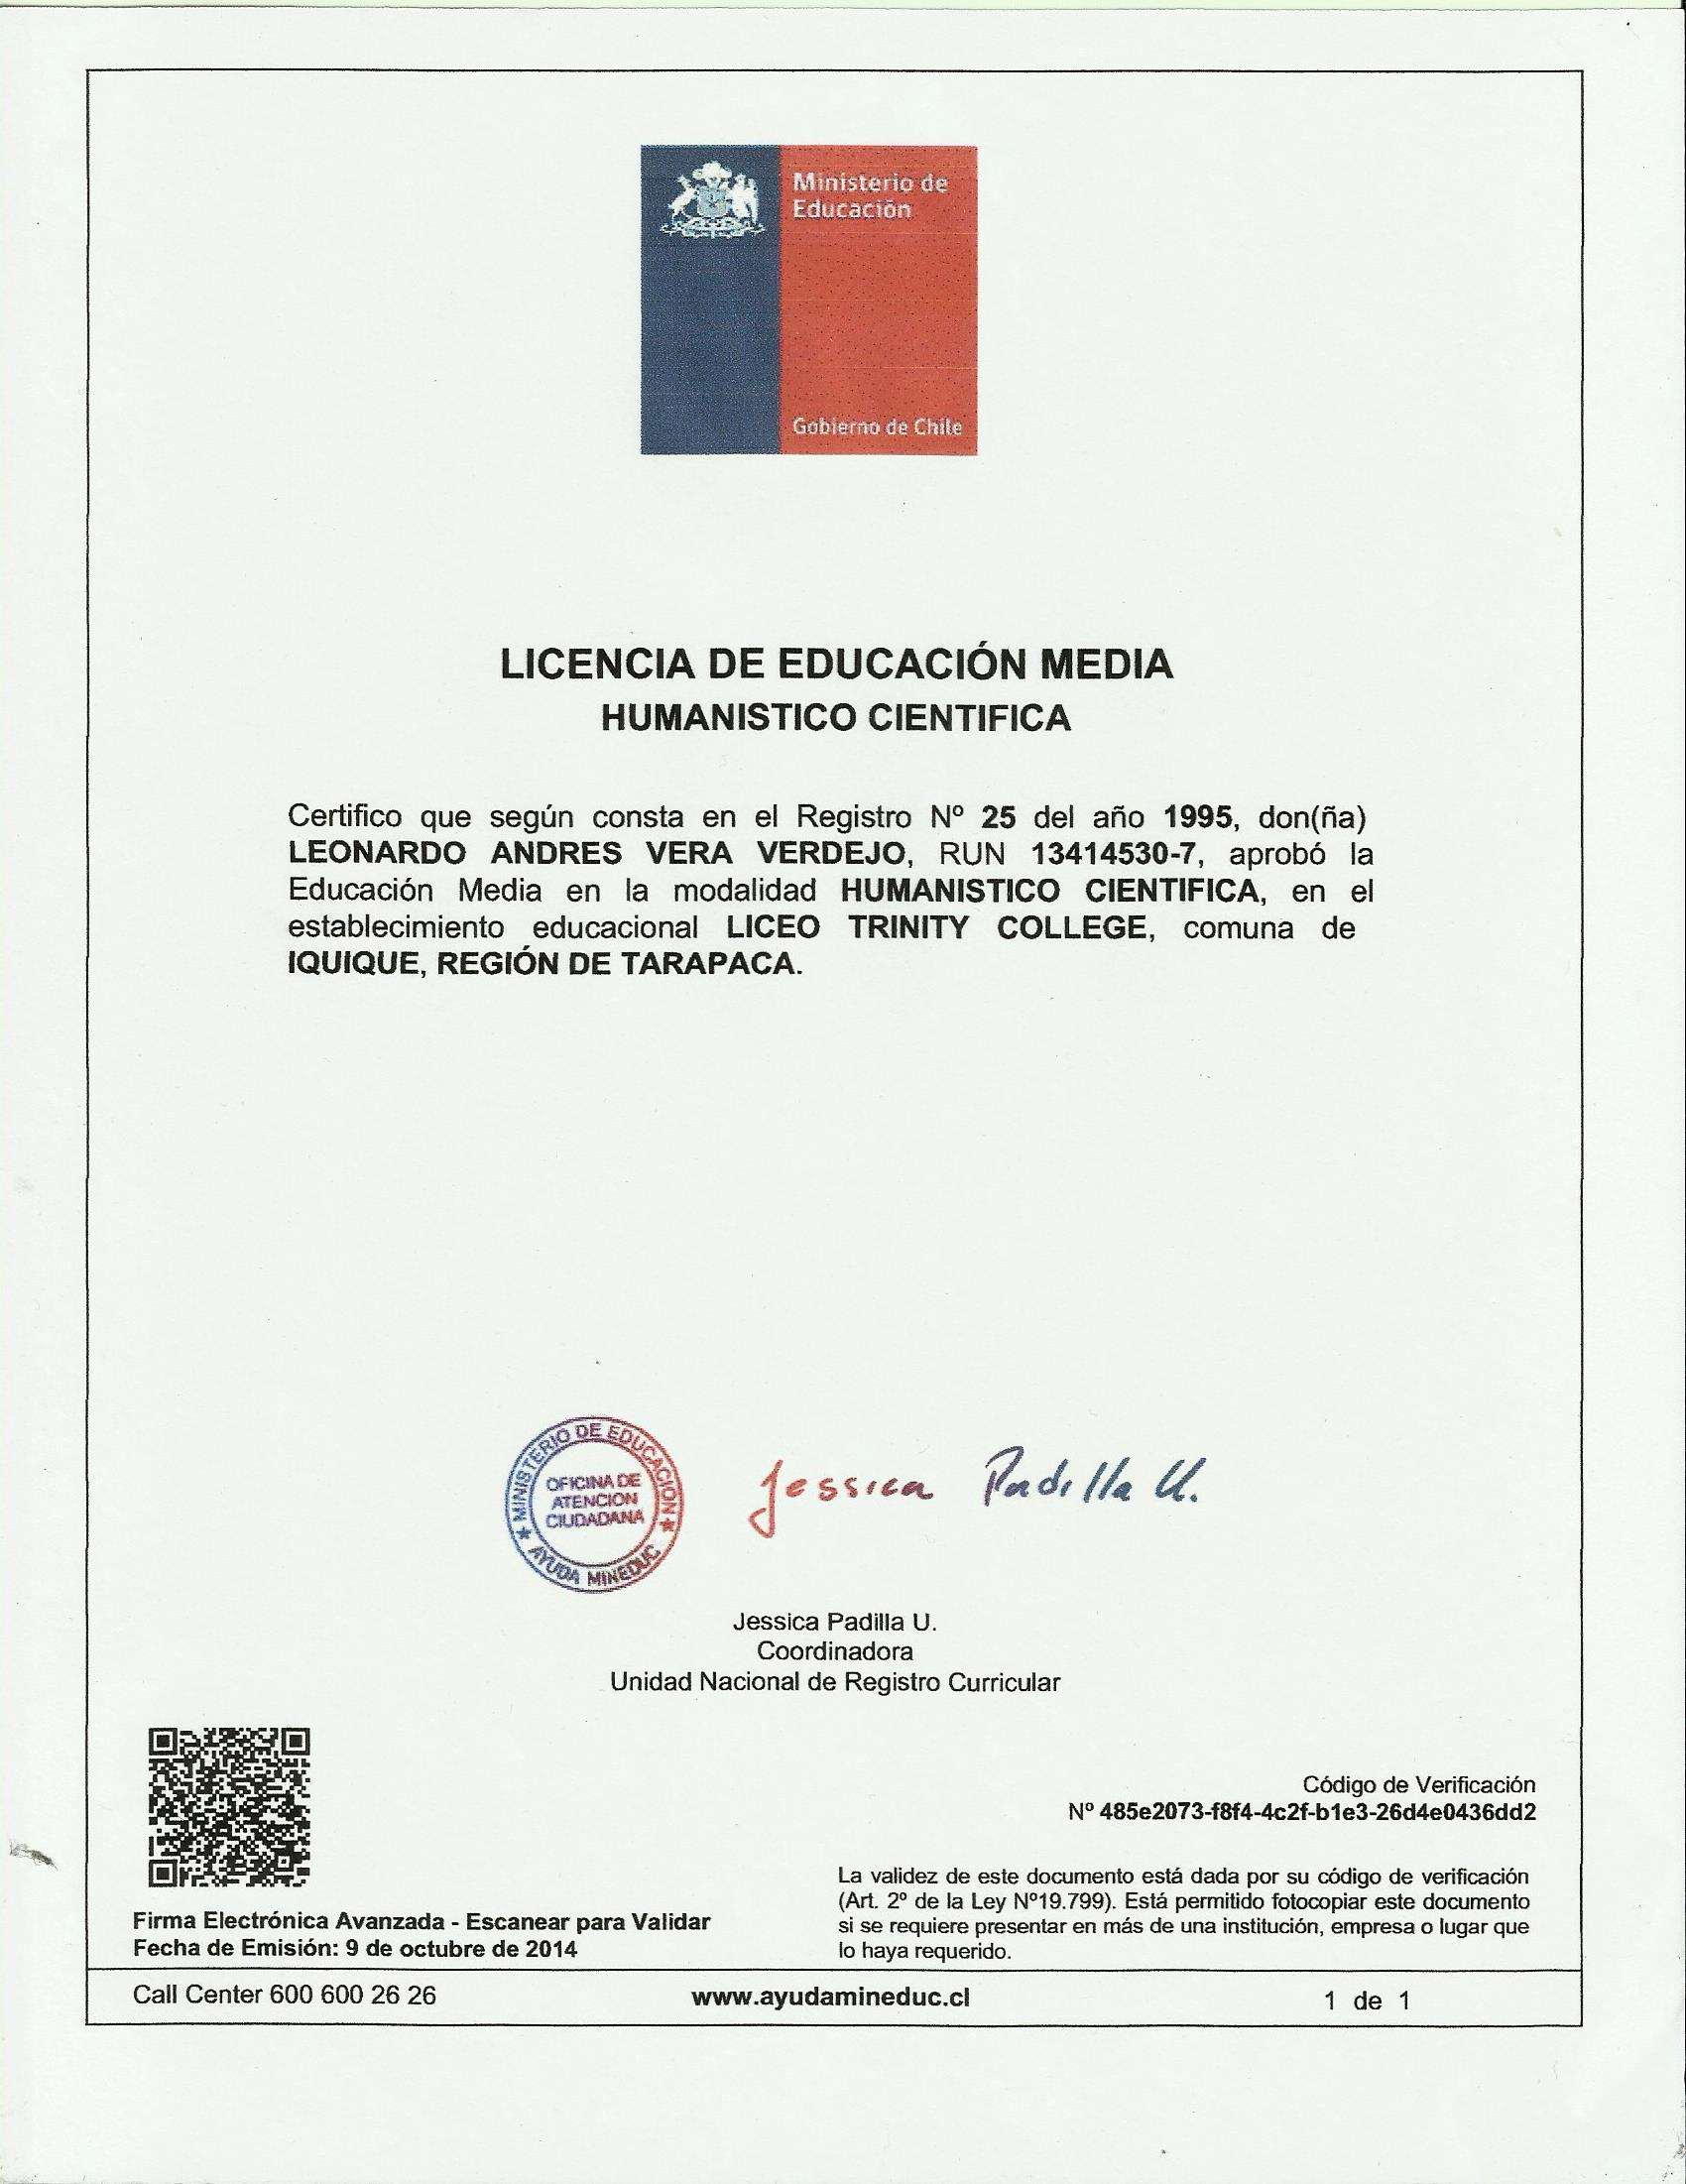 Ministerio de
Educación
Gobierno de Chile
LICENCIA DE EDUCACIÓN MEDIA
HUMANISTICO CIENTIFICA
Certifico que según consta en el Registro Nº 25 del año 1995, don(ña)
LEONARDO ANDRES VERA VERDEJO, RUN 13414530-7, aprobó la
Educación Media en la modalidad HUMANISTICO CIENTIFICA, en el
establecimiento educacional LICEO TRINITY COLLEGE, comuna de
IQUIQUE, REGIÓN DE TARAPACA.
MINISTERIO DE EDUCACIÓN
OFICINA DE
ATENCION
CIUDADANA
AYUDA MINEDUC
Jessica Padilla U.
Jessica Padilla U.
Coordinadora
Unidad Nacional de Registro Curricular
Código de Verificación
Nº 485e2073-f8f4-4c2f-b1e3-26d4e0436dd2
La validez de este documento está dada por su código de verificación
(Art. 2º de la Ley Nº19.799). Está permitido fotocopiar este documento
si se requiere presentar en más de una institución, empresa o lugar que
lo haya requerido.
Firma Electrónica Avanzada - Escanear para Validar
Fecha de Emisión: 9 de octubre de 2014
Call Center 600 600 26 26
www.ayudamineduc.cl
1 de 1